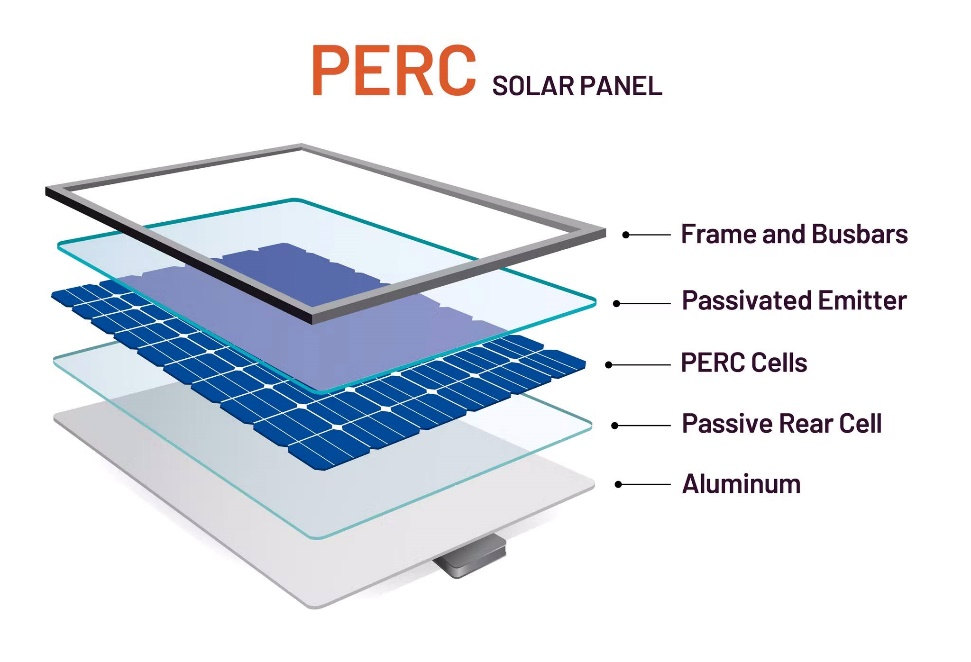 PERC SOLAR PANEL
Frame and Busbars
Passivated Emitter
PERC Cells
Passive Rear Cell
Aluminum